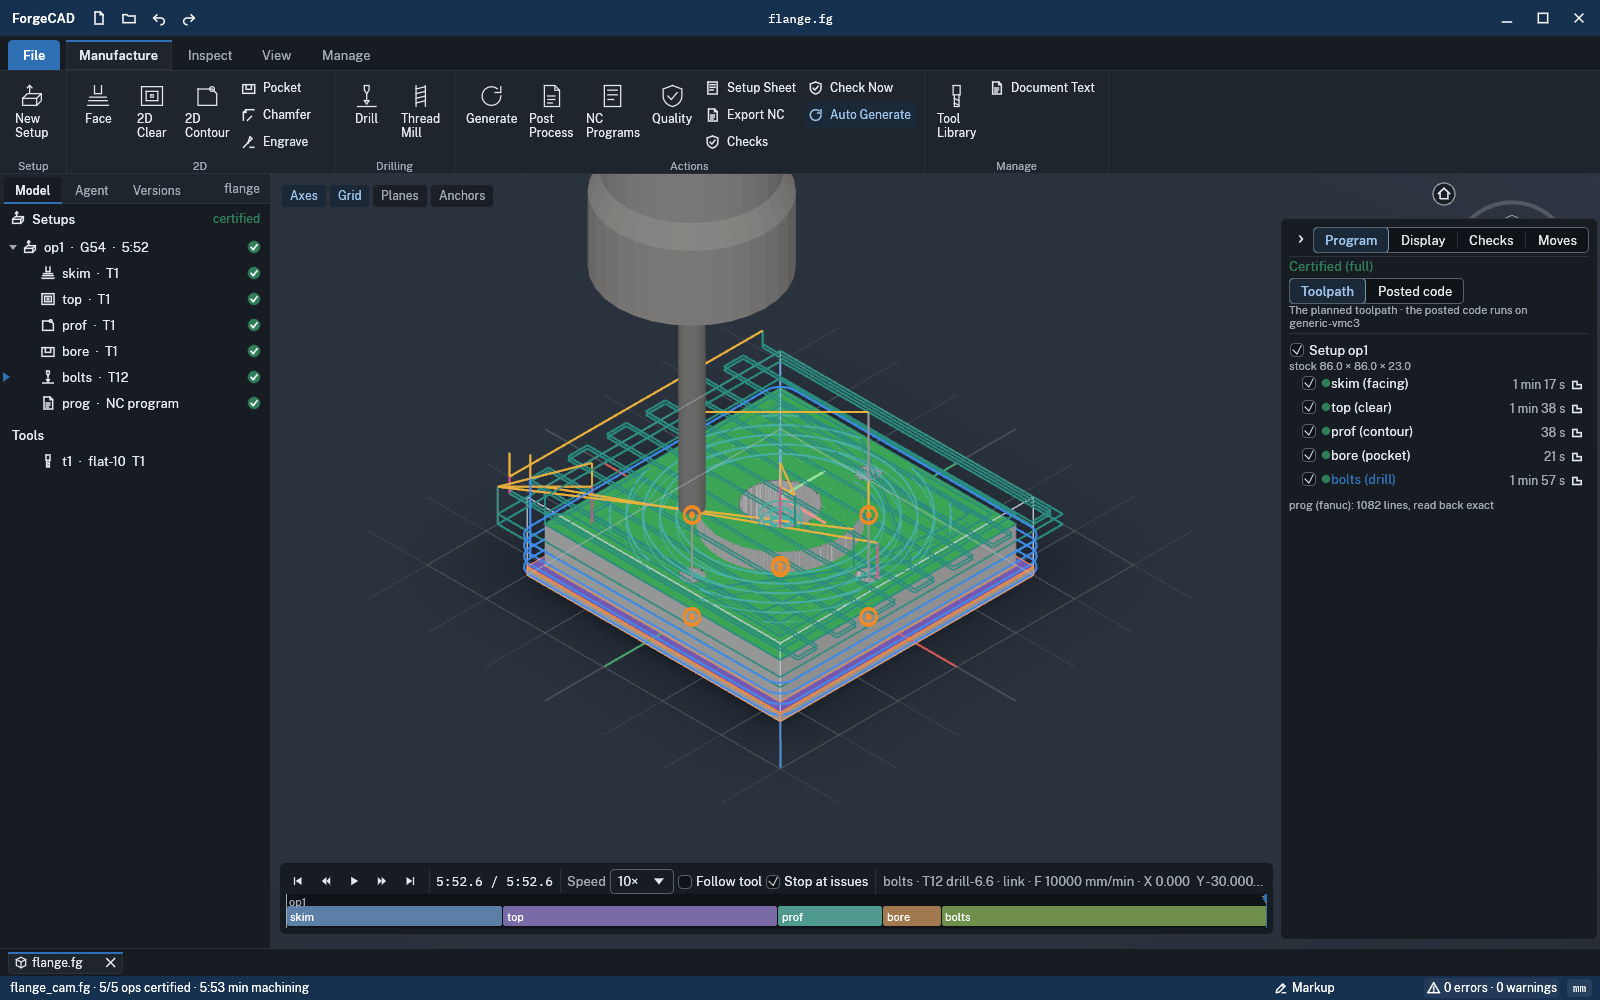 ForgeCAD
flange.fg
File
Manufacture
Inspect
View
Manage
New Setup
Setup
Face
2D Clear
2D Contour
Pocket
Chamfer
Engrave
2D
Drill
Thread Mill
Drilling
Generate
Post Process
NC Programs
Quality
Setup Sheet
Export NC
Checks
Check Now
Auto Generate
Actions
Tool Library
Document Text
Manage
Model
Agent
Versions
flange
Setups
certified
op1 · G54 · 5:52
skim · T1
top · T1
prof · T1
bore · T1
bolts · T12
prog · NC program
Tools
t1 · flat-10 T1
Axes
Grid
Planes
Anchors
Program
Display
Checks
Moves
Certified (full)
Toolpath
Posted code
The planned toolpath · the posted code runs on
generic-vmc3
Setup op1
stock 86.0 × 86.0 × 23.0
skim (facing) 1 min 17 s
top (clear) 1 min 38 s
prof (contour) 38 s
bore (pocket) 21 s
bolts (drill) 1 min 57 s
prog (fanuc): 1082 lines, read back exact
5:52.6 / 5:52.6
Speed
10×
Follow tool
Stop at issues
bolts · T12 drill-6.6 · link · F 10000 mm/min · X 0.000 Y-30.000...
op1
skim
top
prof
bore
bolts
flange.fg
flange_cam.fg · 5/5 ops certified · 5:53 min machining
Markup
0 errors · 0 warnings
mm